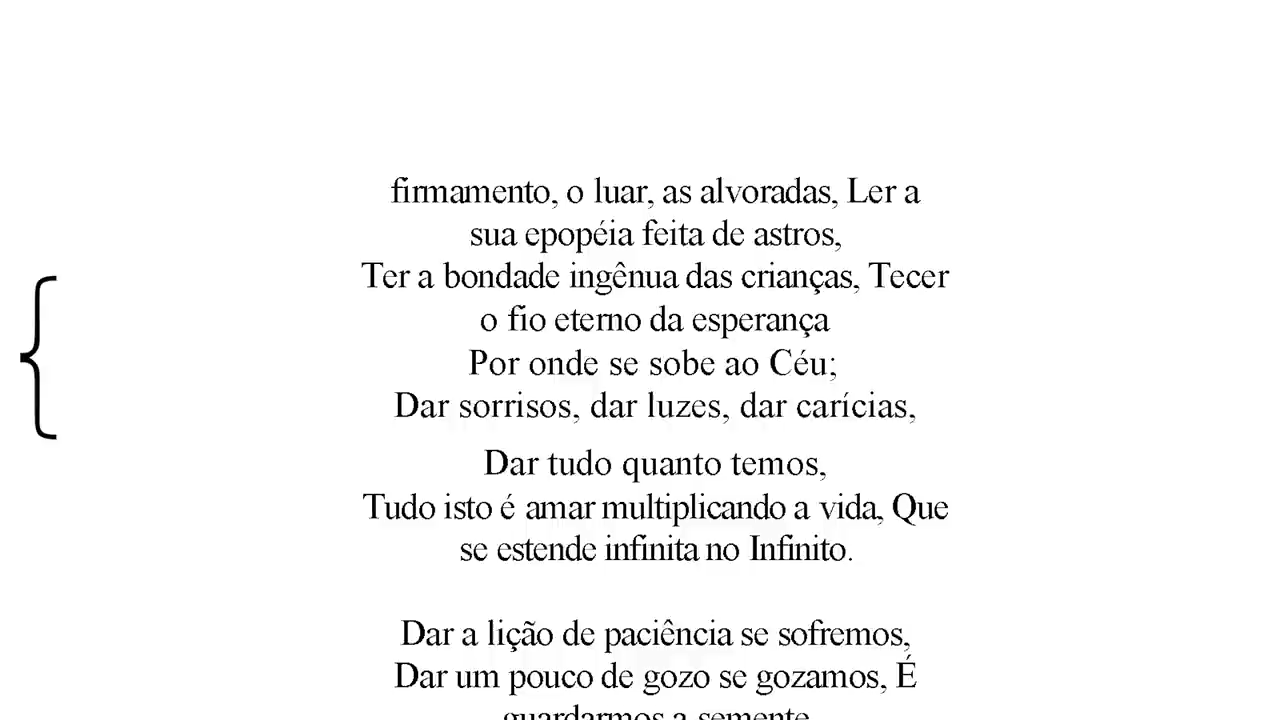 firmamento, o luar, as alvoradas, Ler a
sua epopéia feita de astros,
Ter a bondade ingênua das crianças, Tecer
o fio eterno da esperança
Por onde se sobe ao Céu;
Dar sorrisos, dar luzes, dar carícias,
Dar tudo quanto temos,
Tudo isto é amar multiplicando a vida, Que
se estende infinita no Infinito.
Dar a lição de paciência se sofremos,
Dar um pouco de gozo se gozamos, É
guardarmos a semente